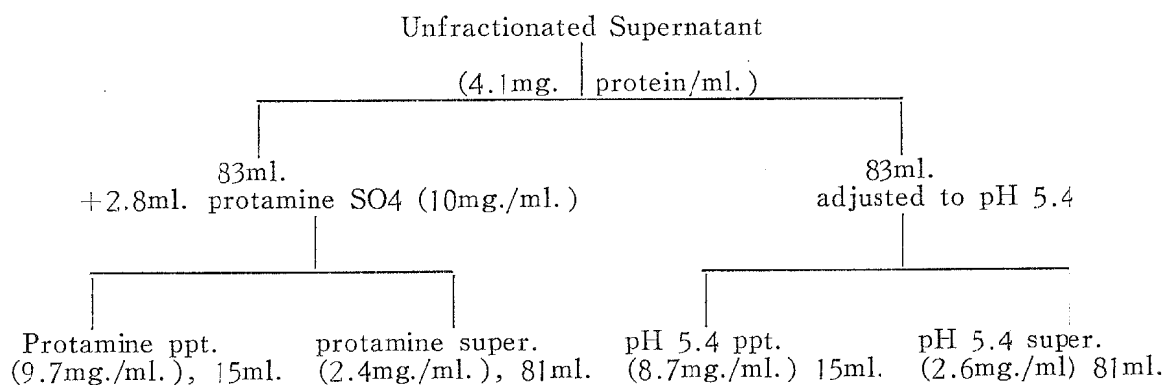 Unfractionated Supernatant
(4.1mg. protein/ml.)
83ml.
+2.8ml. protamine SO4 (10mg./ml.)
83ml.
adjusted to pH 5.4
Protamine ppt.
(9.7mg./ml.), 15ml.
protamine super.
(2.4mg./ml.), 81ml.
pH 5.4 ppt.
(8.7mg./ml.) 15ml.
pH 5.4 super.
(2.6mg./ml) 81ml.